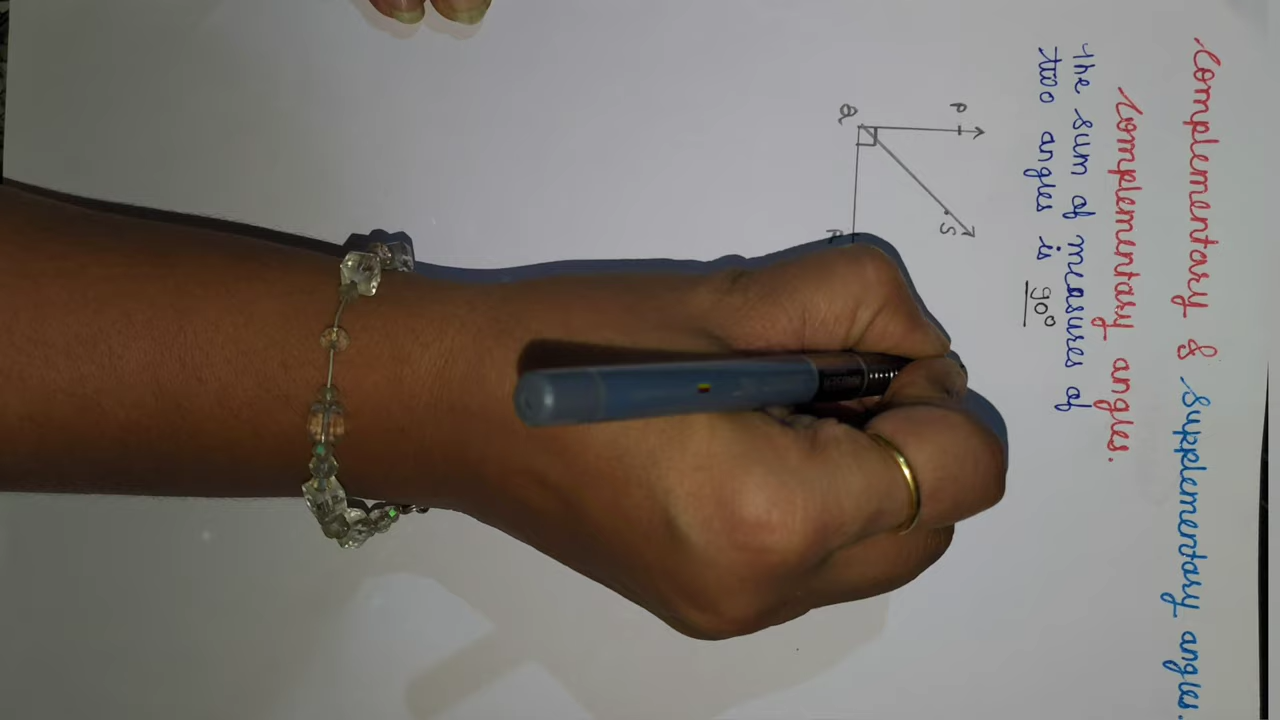 Complementary & Supplementary angles.
Complementary angles.
The sum of measures of
two angles is 90°
P
S
Q